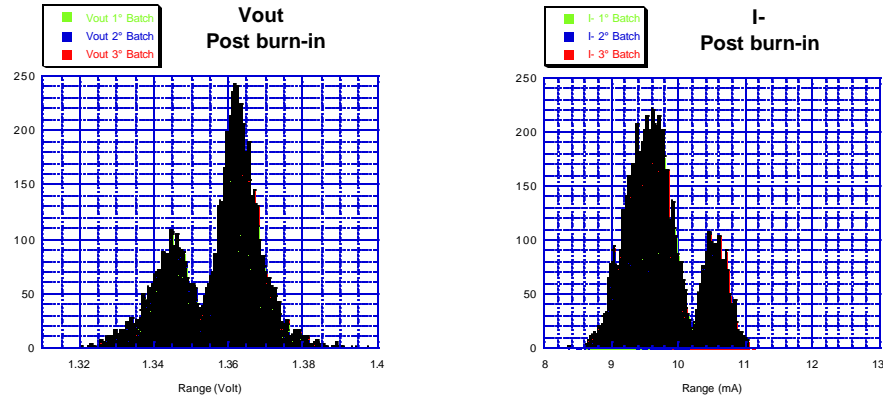 Vout 1° Batch
Vout 2° Batch
Vout 3° Batch
Vout
Post burn-in
250
200
150
100
50
0
1.32 1.34 1.36 1.38 1.4
Range (Volt)
I- 1° Batch
I- 2° Batch
I- 3° Batch
I-
Post burn-in
250
200
150
100
50
0
8 9 10 11 12 13
Range (mA)